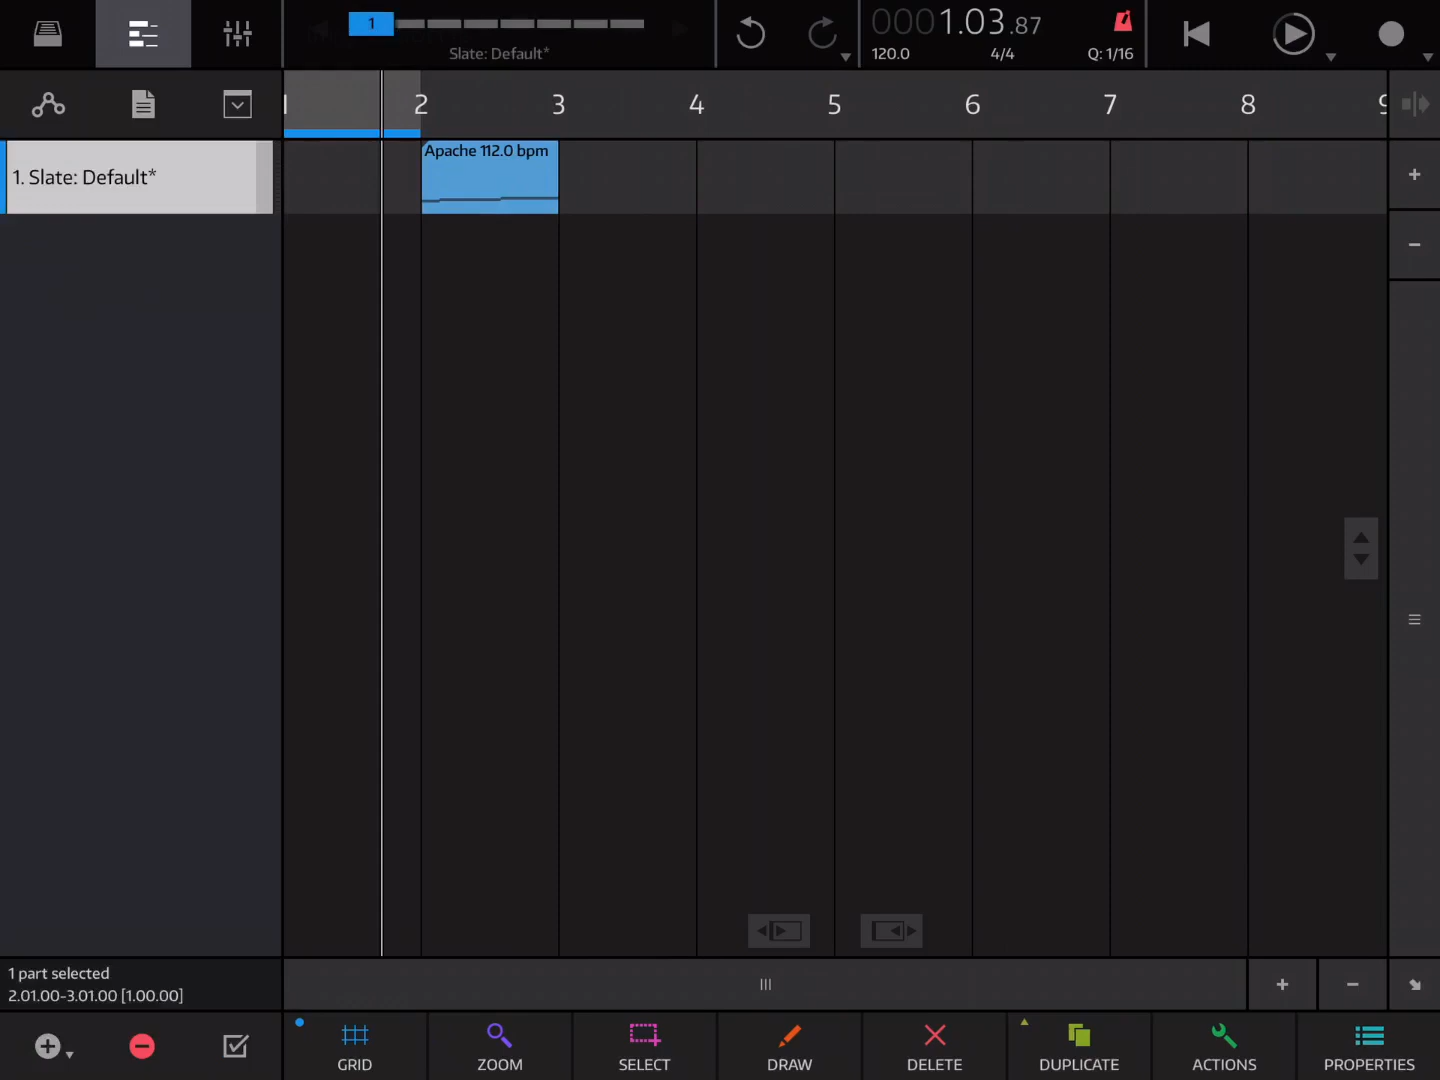 1
Slate: Default*
0001.03.87
120.0
4/4
Q: 1/16
1
2
3
4
5
6
7
8
9
1. Slate: Default*
Apache 112.0 bpm
1 part selected
2.01.00-3.01.00 [1.00.00]
GRID
ZOOM
SELECT
DRAW
DELETE
DUPLICATE
ACTIONS
PROPERTIES